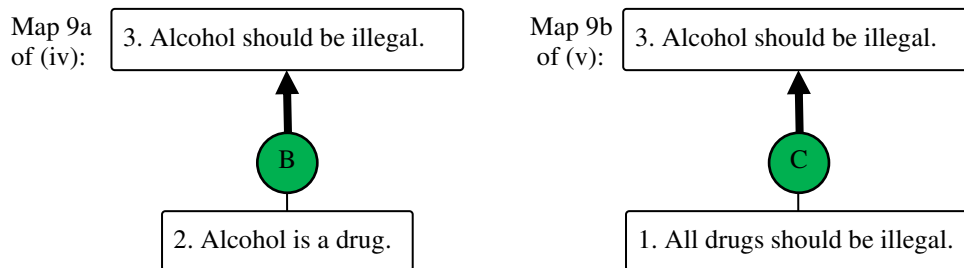 Map 9a
of (iv):
3. Alcohol should be illegal.
B
2. Alcohol is a drug.
Map 9b
of (v):
3. Alcohol should be illegal.
C
1. All drugs should be illegal.